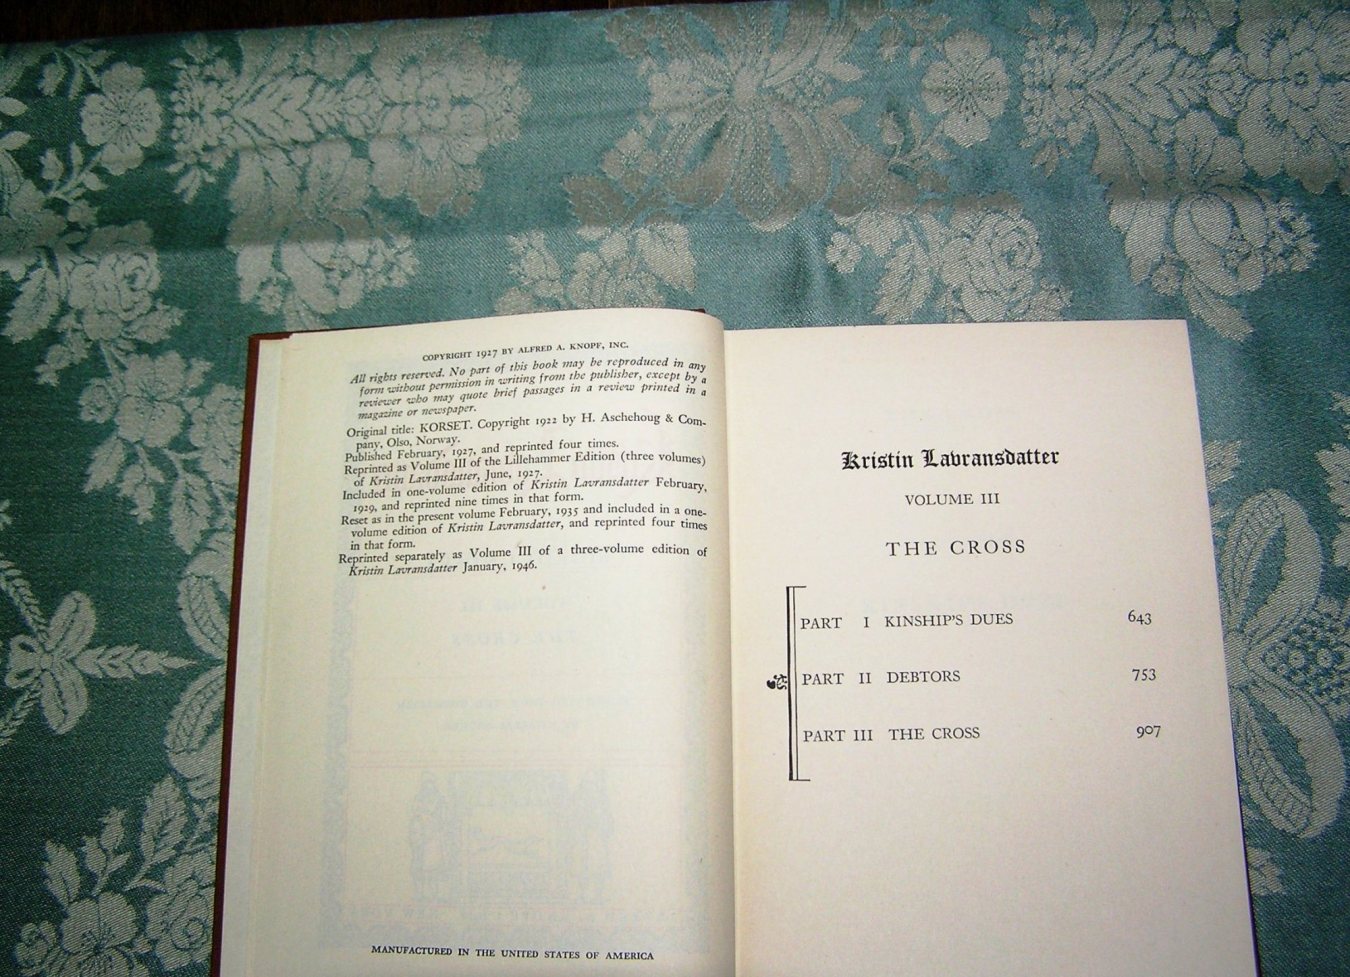 COPYRIGHT 1927 BY ALFRED A. KNOPF, INC.
All rights reserved. No part of this book may be reproduced in any
form without permission in writing from the publisher, except by a
reviewer who may quote brief passages in a review printed in a
magazine or newspaper.
Original title: KORSET. Copyright 1922 by H. Aschehoug & Com-
pany, Olso, Norway.
Published February, 1927, and reprinted four times.
Reprinted as Volume III of the Lillehammer Edition (three volumes)
of Kristin Lavransdatter, June, 1927.
Included in one-volume edition of Kristin Lavransdatter February,
1929, and reprinted nine times in that form.
Reset as in the present volume February, 1935 and included in a one-
volume edition of Kristin Lavransdatter, and reprinted four times
in that form.
Reprinted separately as Volume III of a three-volume edition of
Kristin Lavransdatter January, 1946.
MANUFACTURED IN THE UNITED STATES OF AMERICA
Kristin Lavransdatter
VOLUME III
THE CROSS
PART I KINSHIP'S DUES 643
PART II DEBTORS 753
PART III THE CROSS 907